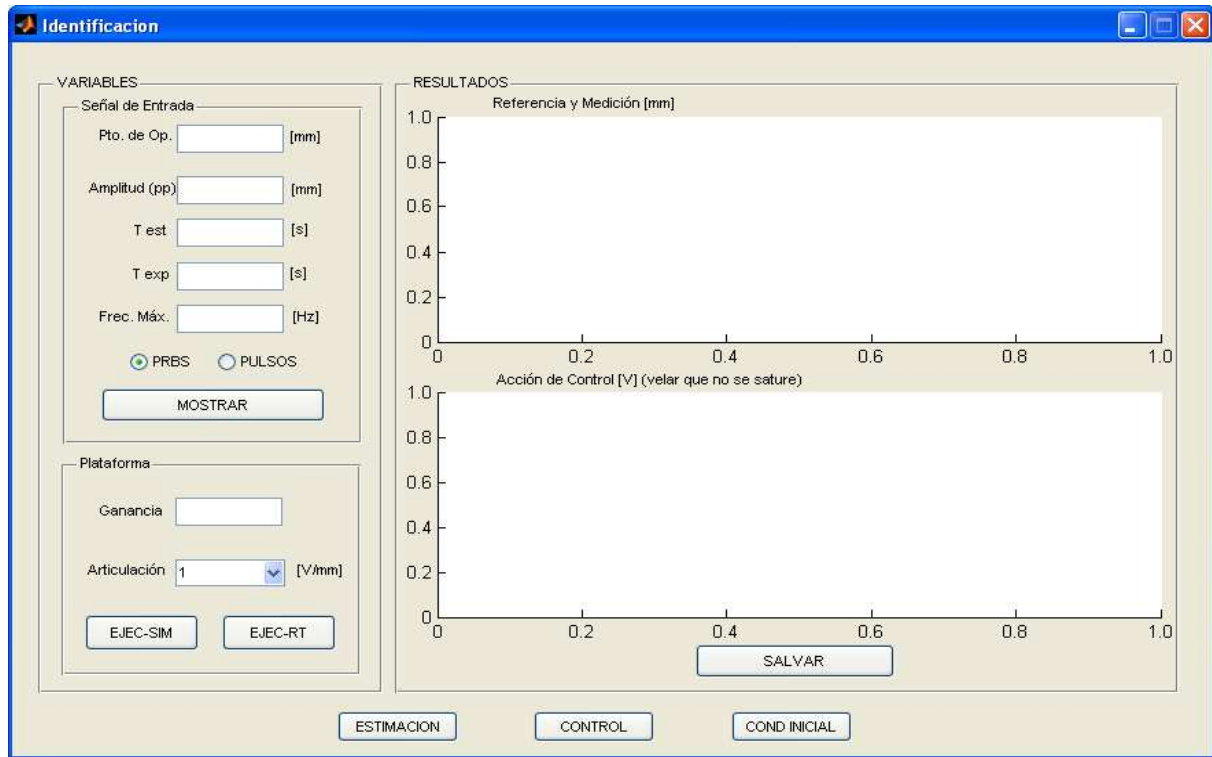 Identificacion
VARIABLES
Señal de Entrada
Pto. de Op. [mm]
Amplitud (pp) [mm]
T est [s]
T exp [s]
Frec. Máx. [Hz]
PRBS PULSOS
MOSTRAR
Plataforma
Ganancia
Articulación 1 [V/mm]
EJEC-SIM EJEC-RT
RESULTADOS
Referencia y Medición [mm]
1.0
0.8
0.6
0.4
0.2
0
0 0.2 0.4 0.6 0.8 1.0
Acción de Control [V] (velar que no se sature)
1.0
0.8
0.6
0.4
0.2
0
0 0.2 0.4 0.6 0.8 1.0
SALVAR
ESTIMACION CONTROL COND INICIAL